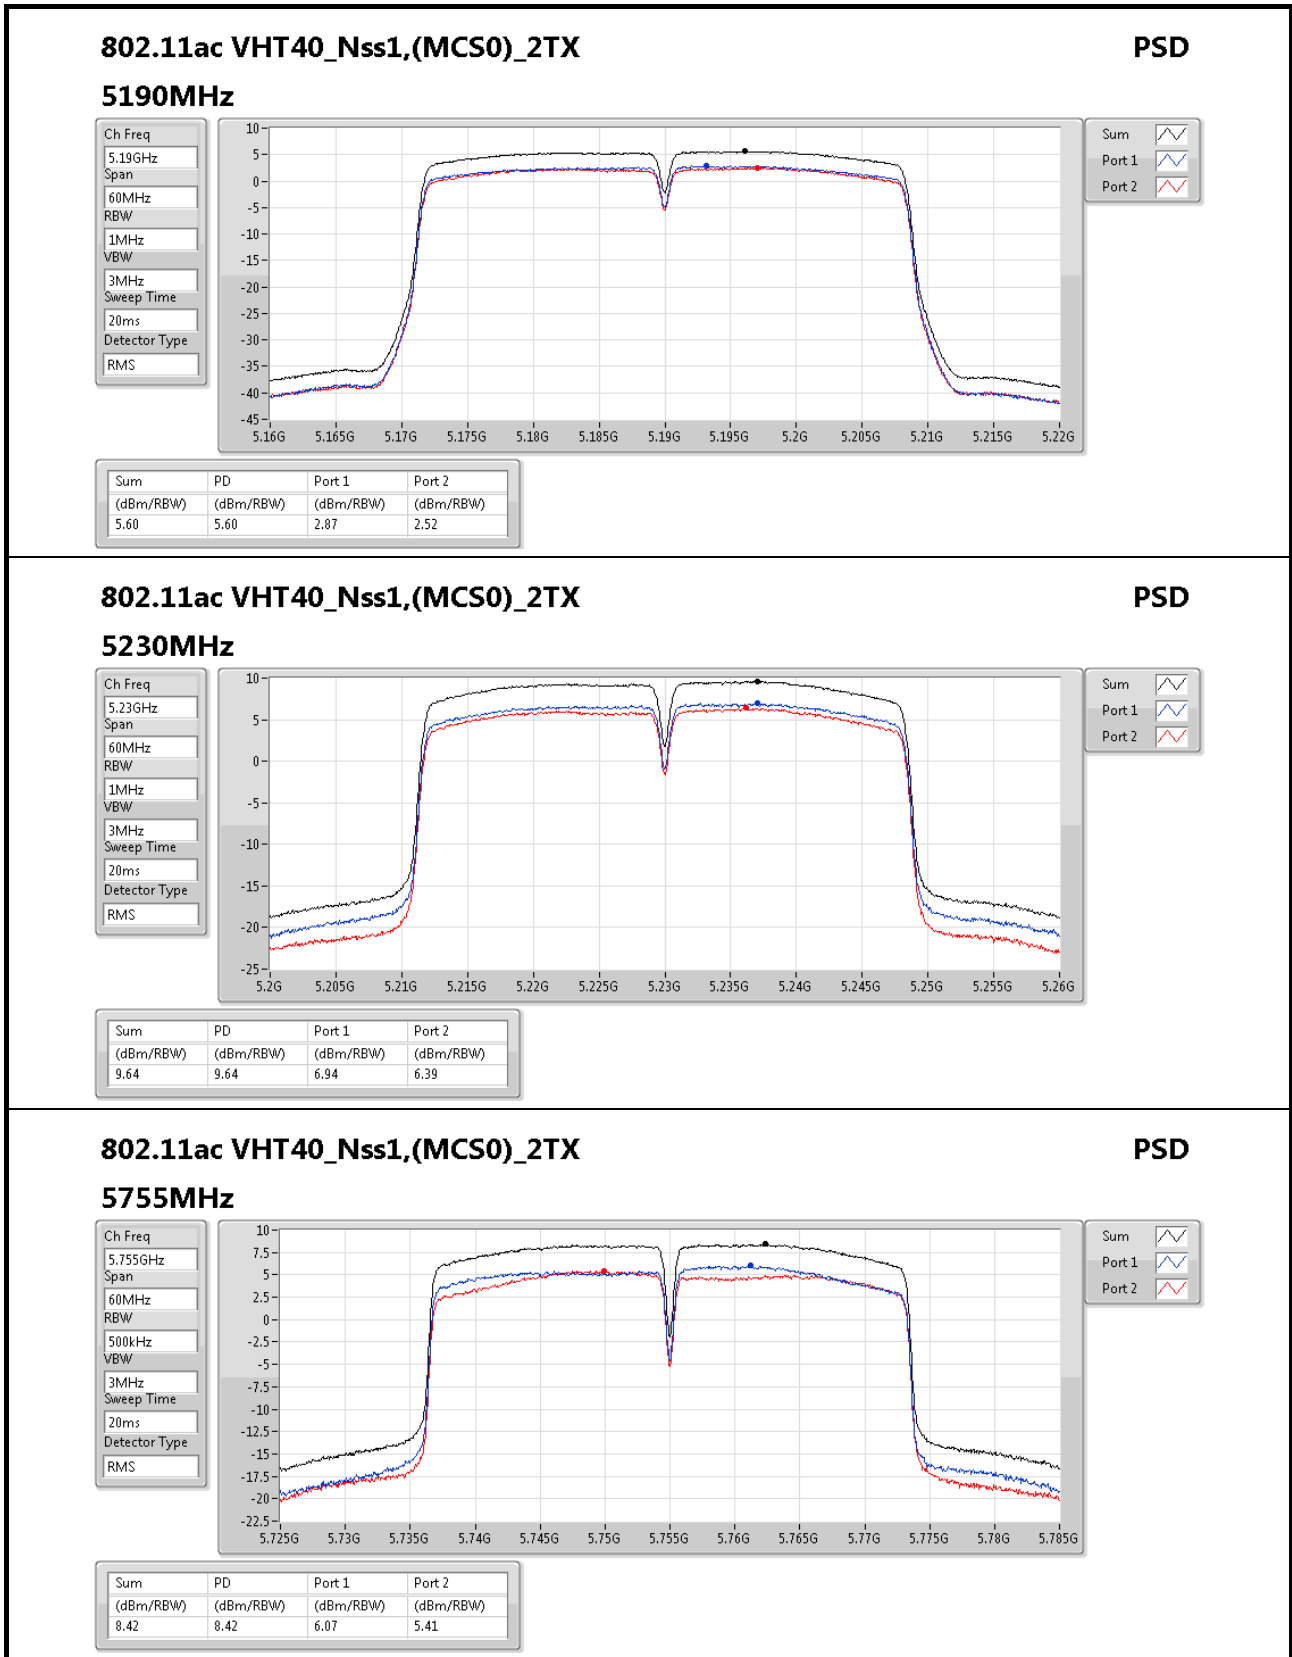 802.11ac VHT40_Nss1,(MCS0)_2TX PSD
5190MHz
Ch Freq
5.19GHz
Span
60MHz
RBW
1MHz
VBW
3MHz
Sweep Time
20ms
Detector Type
RMS
10
5
0
-5
-10
-15
-20
-25
-30
-35
-40
-45
5.16G 5.165G 5.17G 5.175G 5.18G 5.185G 5.19G 5.195G 5.2G 5.205G 5.21G 5.215G 5.22G
Sum
Port 1
Port 2
Sum PD Port 1 Port 2
(dBm/RBW) (dBm/RBW) (dBm/RBW) (dBm/RBW)
5.60 5.60 2.87 2.52
802.11ac VHT40_Nss1,(MCS0)_2TX PSD
5230MHz
Ch Freq
5.23GHz
Span
60MHz
RBW
1MHz
VBW
3MHz
Sweep Time
20ms
Detector Type
RMS
10
5
0
-5
-10
-15
-20
-25
5.2G 5.205G 5.21G 5.215G 5.22G 5.225G 5.23G 5.235G 5.24G 5.245G 5.25G 5.255G 5.26G
Sum
Port 1
Port 2
Sum PD Port 1 Port 2
(dBm/RBW) (dBm/RBW) (dBm/RBW) (dBm/RBW)
9.64 9.64 6.94 6.39
802.11ac VHT40_Nss1,(MCS0)_2TX PSD
5755MHz
Ch Freq
5.755GHz
Span
60MHz
RBW
500kHz
VBW
3MHz
Sweep Time
20ms
Detector Type
RMS
10
7.5
5
2.5
0
-2.5
-5
-7.5
-10
-12.5
-15
-17.5
-20
-22.5
5.725G 5.73G 5.735G 5.74G 5.745G 5.75G 5.755G 5.76G 5.765G 5.77G 5.775G 5.78G 5.785G
Sum
Port 1
Port 2
Sum PD Port 1 Port 2
(dBm/RBW) (dBm/RBW) (dBm/RBW) (dBm/RBW)
8.42 8.42 6.07 5.41